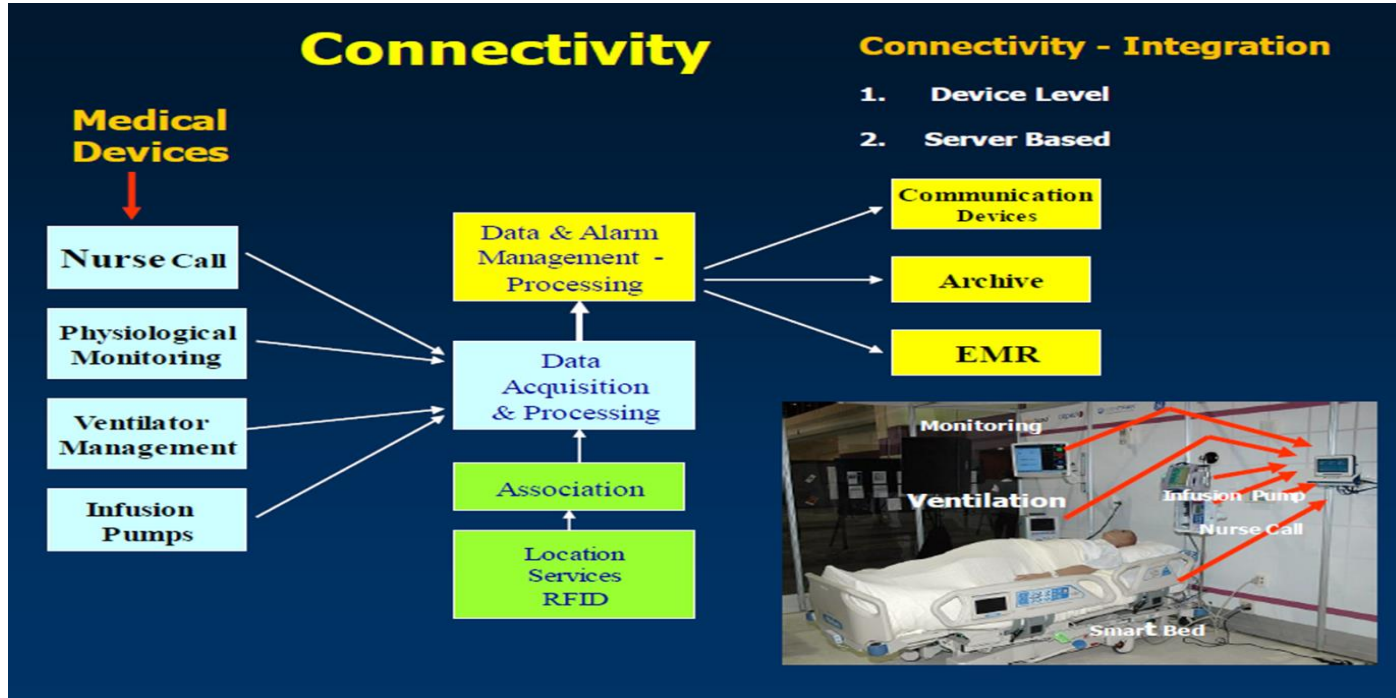 Connectivity
Connectivity - Integration
1. Device Level
2. Server Based
Medical
Devices
Nurse Call
Physiological
Monitoring
Ventilator
Management
Infusion
Pumps
Data & Alarm
Management -
Processing
Data
Acquisition
& Processing
Association
Location
Services
RFID
Communication
Devices
Archive
EMR
Monitoring
Ventilation
Infusion Pump
Nurse Call
Smart Bed